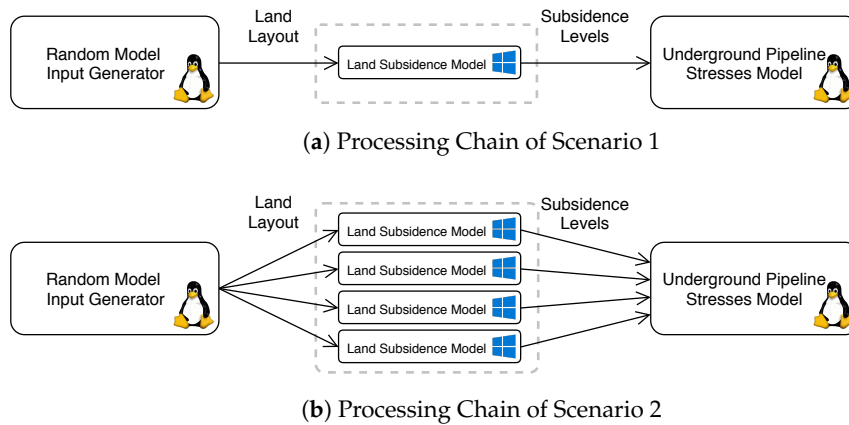 Land
Layout
Subsidence
Levels
Random Model
Input Generator
Land Subsidence Model
Underground Pipeline
Stresses Model
(a) Processing Chain of Scenario 1
Land
Layout
Subsidence
Levels
Random Model
Input Generator
Land Subsidence Model
Land Subsidence Model
Land Subsidence Model
Land Subsidence Model
Underground Pipeline
Stresses Model
(b) Processing Chain of Scenario 2